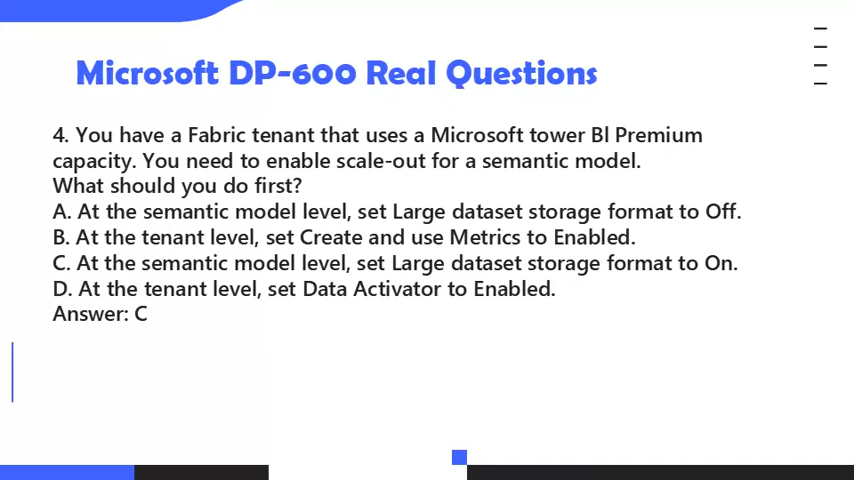 Microsoft DP-600 Real Questions
4. You have a Fabric tenant that uses a Microsoft tower Bl Premium
capacity. You need to enable scale-out for a semantic model.
What should you do first?
A. At the semantic model level, set Large dataset storage format to Off.
B. At the tenant level, set Create and use Metrics to Enabled.
C. At the semantic model level, set Large dataset storage format to On.
D. At the tenant level, set Data Activator to Enabled.
Answer: C